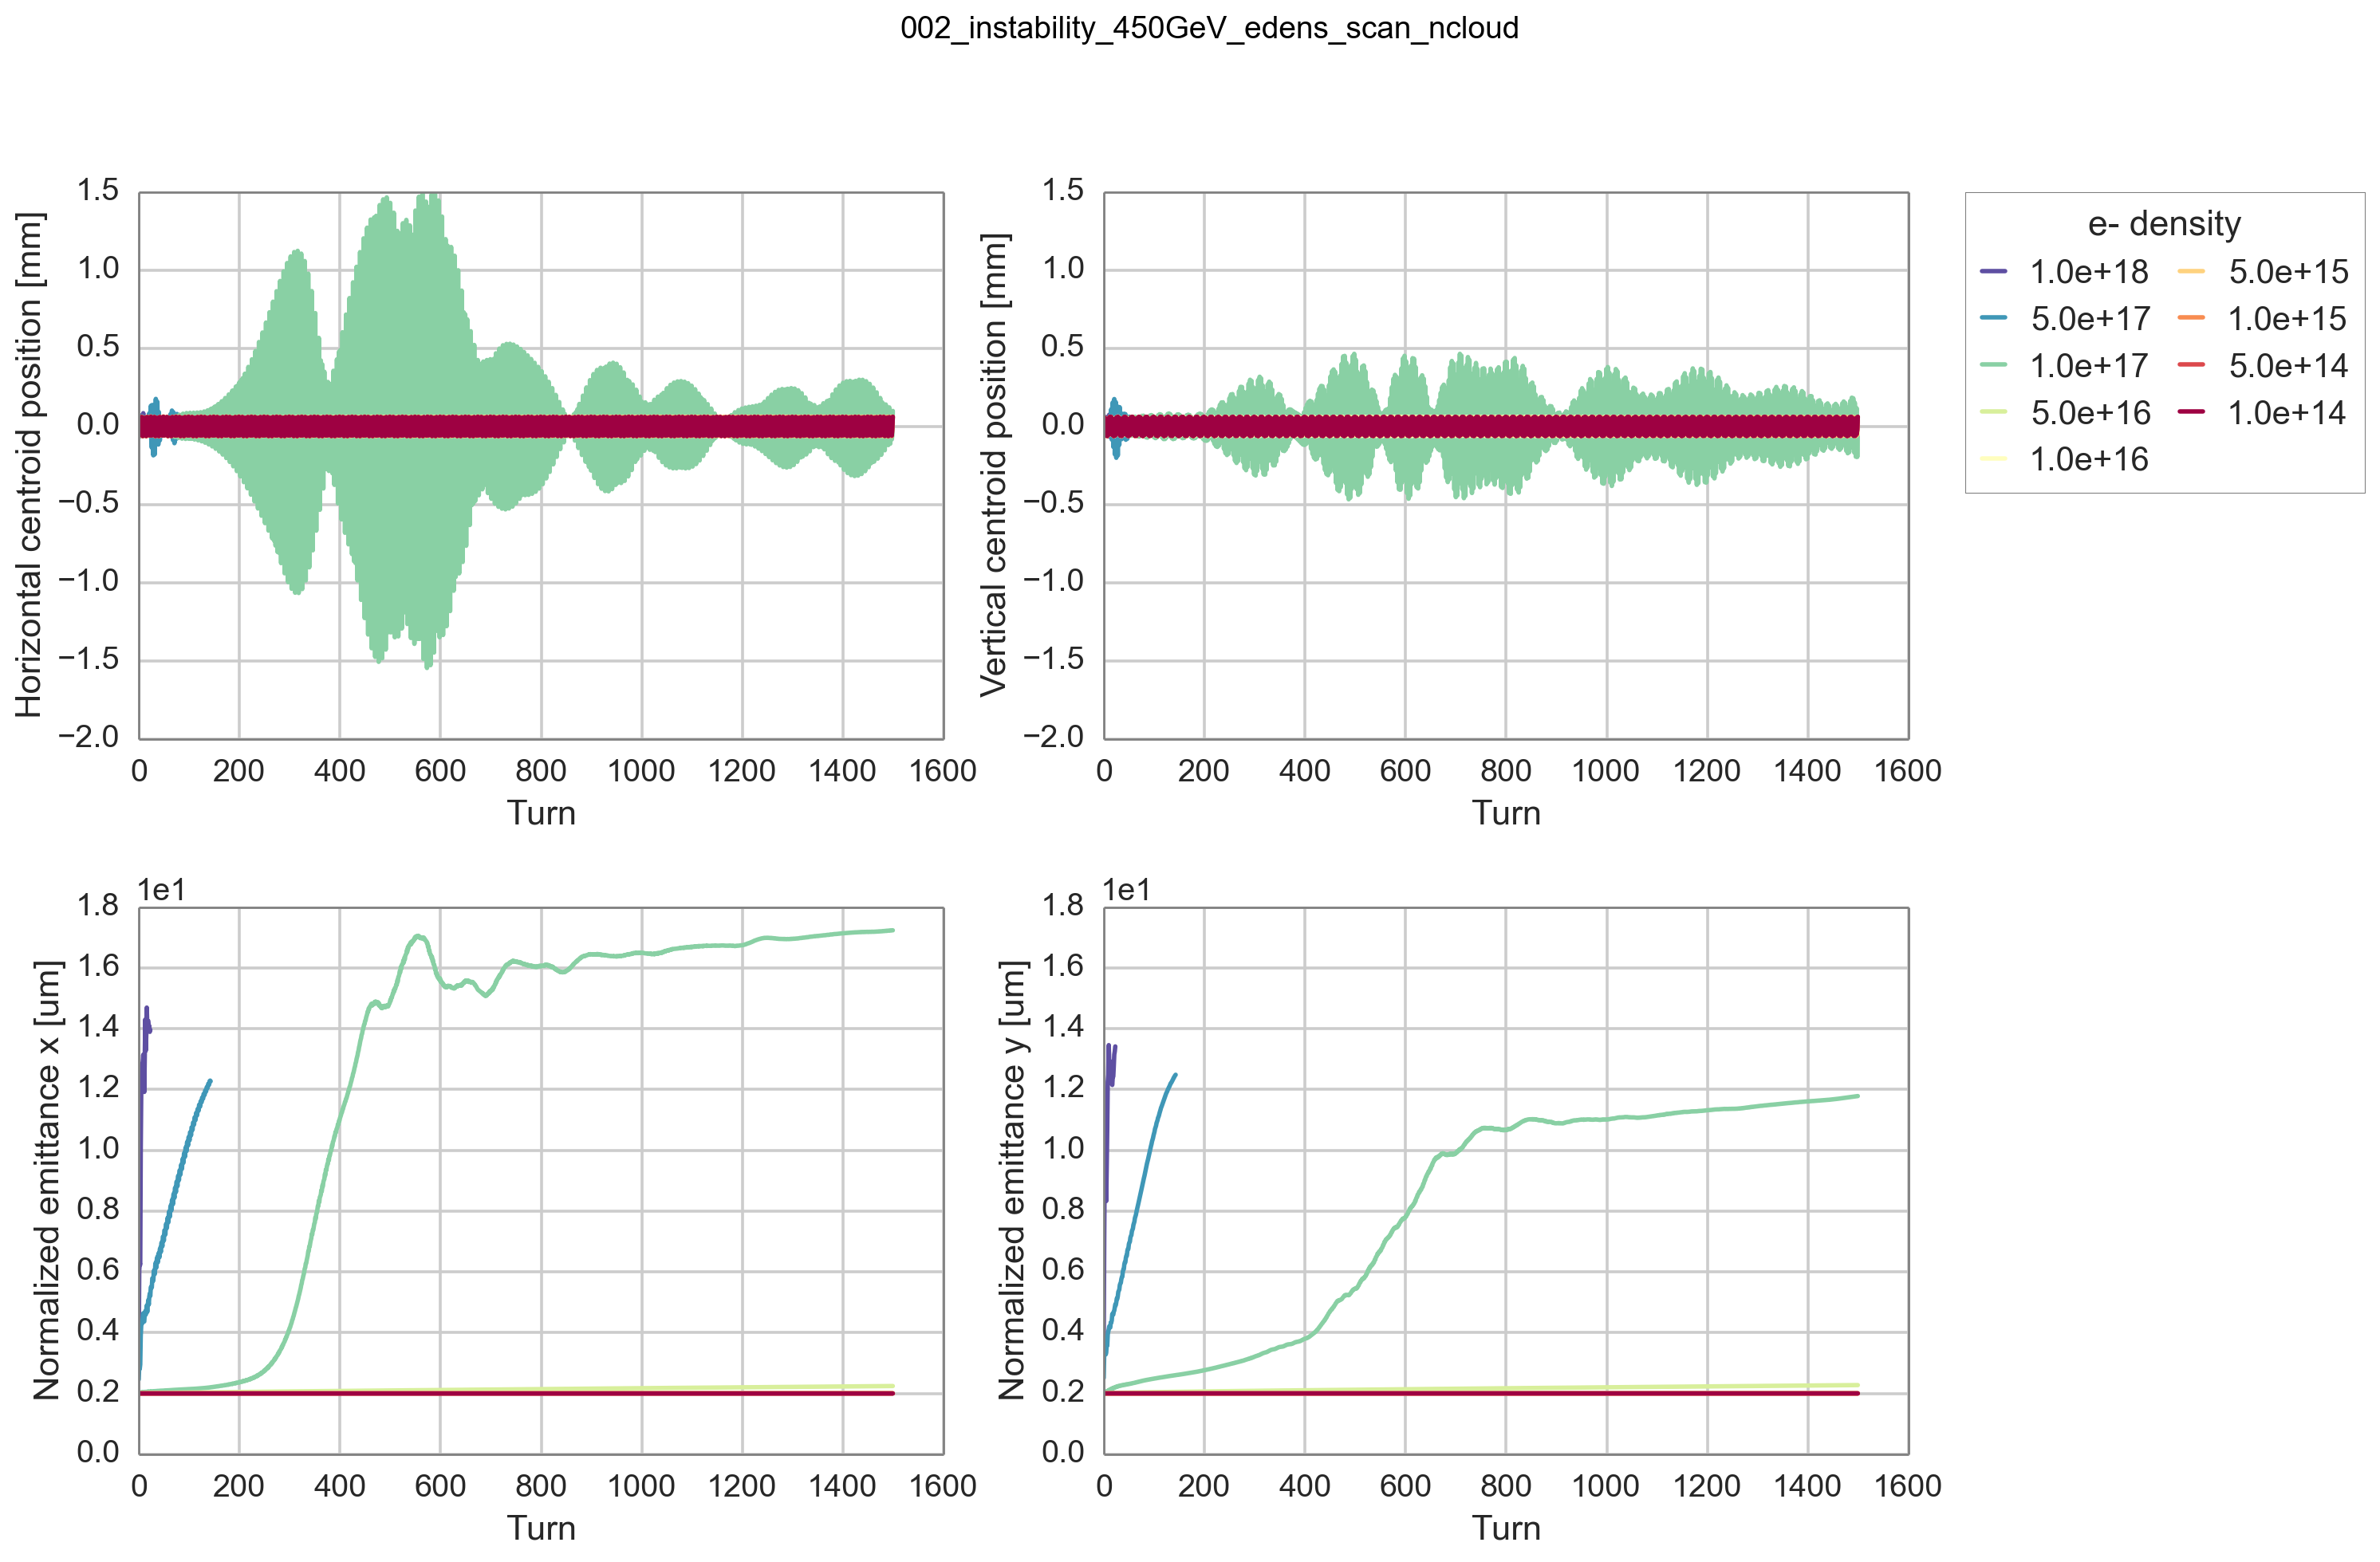 002_instability_450GeV_edens_scan_ncloud
Horizontal centroid position [mm]
1.5
1.0
0.5
0.0
−0.5
−1.0
−1.5
−2.0
0 200 400 600 800 1000 1200 1400 1600
Turn
Vertical centroid position [mm]
1.5
1.0
0.5
0.0
−0.5
−1.0
−1.5
−2.0
0 200 400 600 800 1000 1200 1400 1600
Turn
e- density
1.0e+18 5.0e+15
5.0e+17 1.0e+15
1.0e+17 5.0e+14
5.0e+16 1.0e+14
1.0e+16
Normalized emittance x [um]
1e1
1.8
1.6
1.4
1.2
1.0
0.8
0.6
0.4
0.2
0.0
0 200 400 600 800 1000 1200 1400 1600
Turn
Normalized emittance y [um]
1e1
1.8
1.6
1.4
1.2
1.0
0.8
0.6
0.4
0.2
0.0
0 200 400 600 800 1000 1200 1400 1600
Turn